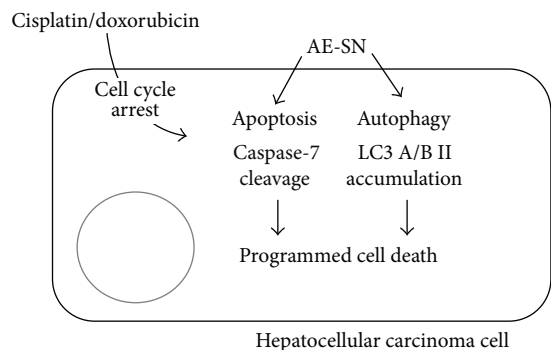 Cisplatin/doxorubicin
AE-SN
Cell cycle
arrest
Apoptosis
Caspase-7
cleavage
Autophagy
LC3 A/B II
accumulation
Programmed cell death
Hepatocellular carcinoma cell